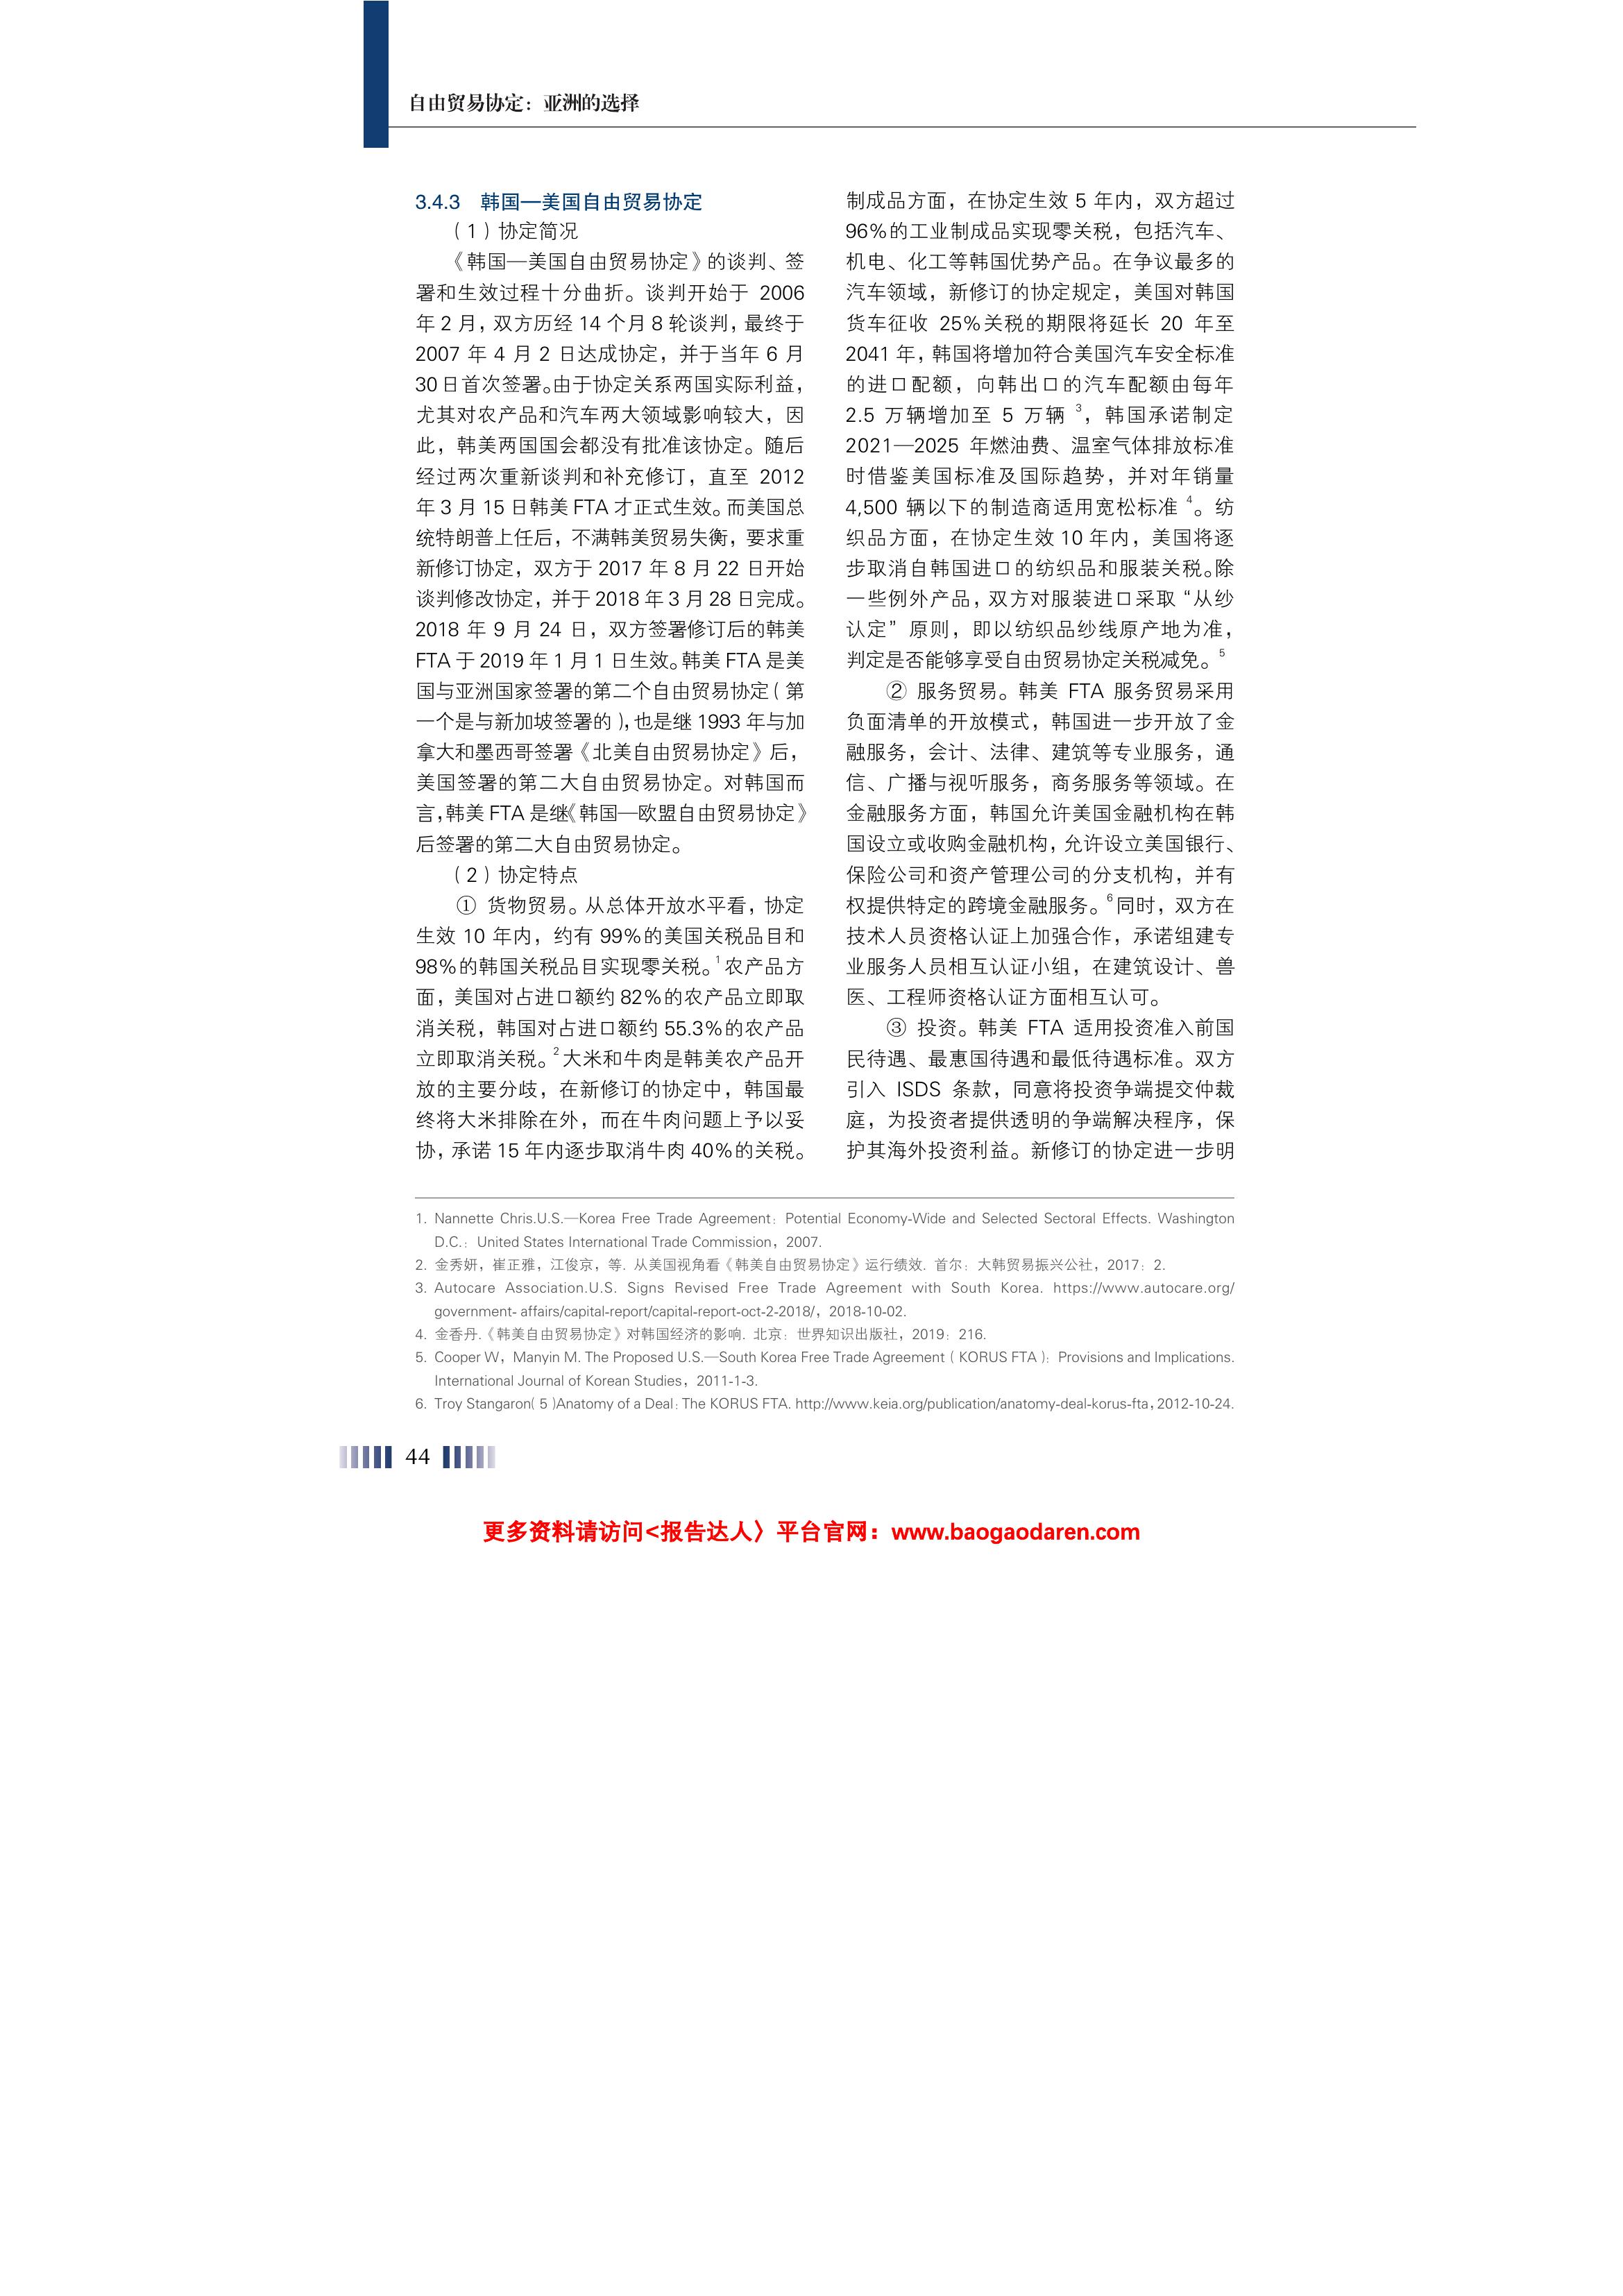 自由贸易协定：亚洲的选择
3.4.3 韩国—美国自由贸易协定
（1）协定简况
《韩国—美国自由贸易协定》的谈判、签
署和生效过程十分曲折。谈判开始于 2006
年 2 月，双方历经 14 个月 8 轮谈判，最终于
2007 年 4 月 2 日达成协定，并于当年 6 月
30 日首次签署。由于协定关系两国实际利益，
尤其对农产品和汽车两大领域影响较大，因
此，韩美两国国会都没有批准该协定。随后
经过两次重新谈判和补充修订，直至 2012
年 3 月 15 日韩美 FTA 才正式生效。而美国总
统特朗普上任后，不满韩美贸易失衡，要求重
新修订协定，双方于 2017 年 8 月 22 日开始
谈判修改协定，并于 2018 年 3 月 28 日完成。
2018 年 9 月 24 日，双方签署修订后的韩美
FTA 于 2019 年 1 月 1 日生效。韩美 FTA 是美
国与亚洲国家签署的第二个自由贸易协定（第
一个是与新加坡签署的），也是继 1993 年与加
拿大和墨西哥签署《北美自由贸易协定》后，
美国签署的第二大自由贸易协定。对韩国而
言，韩美 FTA 是继《韩国—欧盟自由贸易协定》
后签署的第二大自由贸易协定。
（2）协定特点
① 货物贸易。从总体开放水平看，协定
生效 10 年内，约有 99%的美国关税品目和
98%的韩国关税品目实现零关税。1农产品方
面，美国对占进口额约 82%的农产品立即取
消关税，韩国对占进口额约 55.3%的农产品
立即取消关税。2大米和牛肉是韩美农产品开
放的主要分歧，在新修订的协定中，韩国最
终将大米排除在外，而在牛肉问题上予以妥
协，承诺 15 年内逐步取消牛肉 40%的关税。
制成品方面，在协定生效 5 年内，双方超过
96%的工业制成品实现零关税，包括汽车、
机电、化工等韩国优势产品。在争议最多的
汽车领域，新修订的协定规定，美国对韩国
货车征收 25%关税的期限将延长 20 年至
2041 年，韩国将增加符合美国汽车安全标准
的进口配额，向韩出口的汽车配额由每年
2.5 万辆增加至 5 万辆 3，韩国承诺制定
2021—2025 年燃油费、温室气体排放标准
时借鉴美国标准及国际趋势，并对年销量
4,500 辆以下的制造商适用宽松标准 4。纺
织品方面，在协定生效 10 年内，美国将逐
步取消自韩国进口的纺织品和服装关税。除
一些例外产品，双方对服装进口采取“从纱
认定”原则，即以纺织品纱线原产地为准，
判定是否能够享受自由贸易协定关税减免。5
② 服务贸易。韩美 FTA 服务贸易采用
负面清单的开放模式，韩国进一步开放了金
融服务，会计、法律、建筑等专业服务，通
信、广播与视听服务，商务服务等领域。在
金融服务方面，韩国允许美国金融机构在韩
国设立或收购金融机构，允许设立美国银行、
保险公司和资产管理公司的分支机构，并有
权提供特定的跨境金融服务。6同时，双方在
技术人员资格认证上加强合作，承诺组建专
业服务人员相互认证小组，在建筑设计、兽
医、工程师资格认证方面相互认可。
③ 投资。韩美 FTA 适用投资准入前国
民待遇、最惠国待遇和最低待遇标准。双方
引入 ISDS 条款，同意将投资争端提交仲裁
庭，为投资者提供透明的争端解决程序，保
护其海外投资利益。新修订的协定进一步明
1. Nannette Chris.U.S.—Korea Free Trade Agreement：Potential Economy-Wide and Selected Sectoral Effects. Washington
D.C.：United States International Trade Commission，2007.
2. 金秀妍，崔正雅，江俊京，等. 从美国视角看《韩美自由贸易协定》运行绩效. 首尔：大韩贸易振兴公社，2017：2.
3. Autocare Association.U.S. Signs Revised Free Trade Agreement with South Korea. https://www.autocare.org/
government- affairs/capital-report/capital-report-oct-2-2018/，2018-10-02.
4. 金香丹.《韩美自由贸易协定》对韩国经济的影响. 北京：世界知识出版社，2019：216.
5. Cooper W，Manyin M. The Proposed U.S.—South Korea Free Trade Agreement（KORUS FTA）：Provisions and Implications.
International Journal of Korean Studies，2011-1-3.
6. Troy Stangaron（5）Anatomy of a Deal：The KORUS FTA. http://www.keia.org/publication/anatomy-deal-korus-fta，2012-10-24.
44
更多资料请访问<报告达人〉平台官网：www.baogaodaren.com